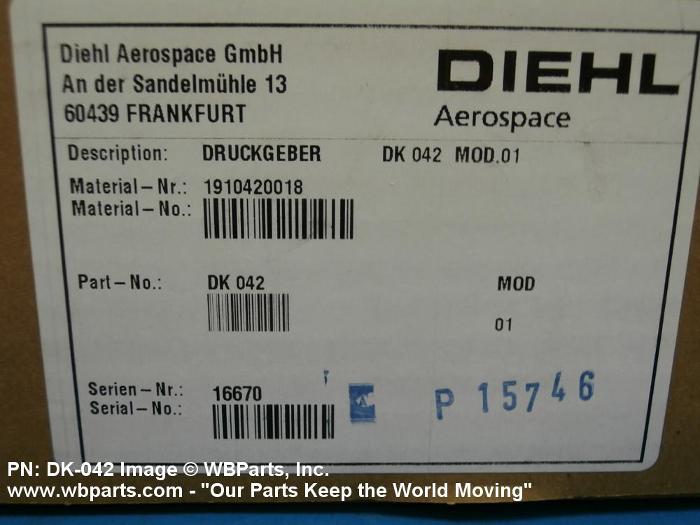 Diehl Aerospace GmbH
An der Sandelmühle 13
60439 FRANKFURT
DIEHL
Aerospace
Description: DRUCKGEBER DK 042 MOD.01
Material-Nr.: 1910420018
Material-No.:
Part-No.: DK 042 MOD
01
Serien-Nr.: 16670
Serial-No.:
P 15746
PN: DK-042 Image © WBParts, Inc.
www.wbparts.com - "Our Parts Keep the World Moving"